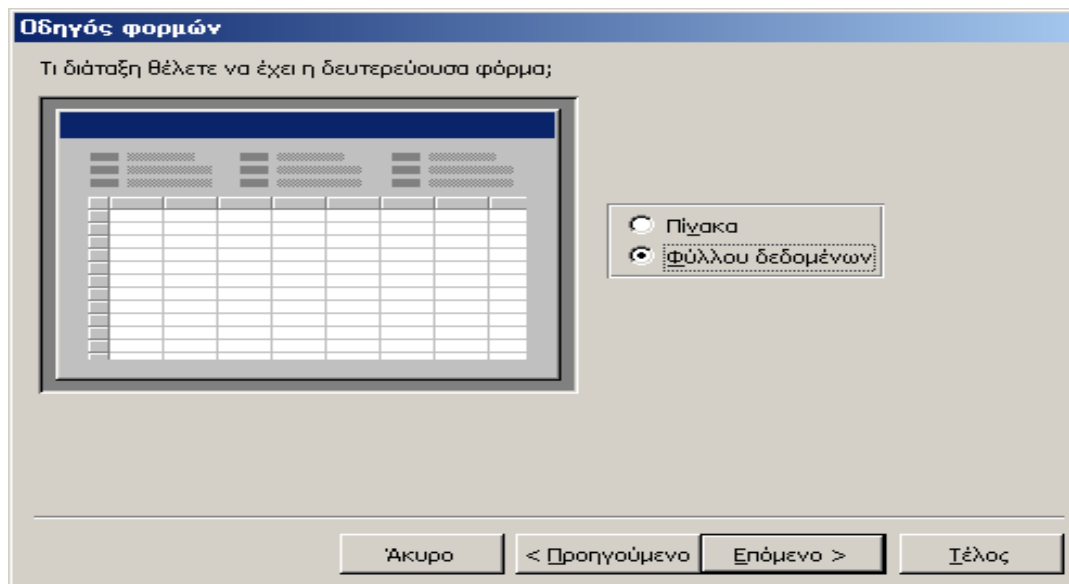 Οδηγός φορμών
Τι διάταξη θέλετε να έχει η δευτερεύουσα φόρμα;
Πίνακα
Φύλλου δεδομένων
Άκυρο
< Προηγούμενο
Επόμενο >
Τέλος